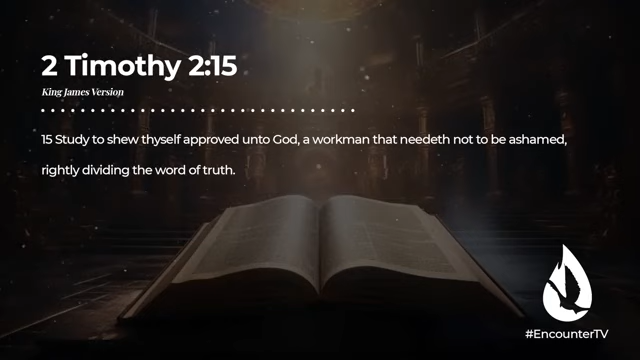 2 Timothy 2:15
King James Version
15 Study to shew thyself approved unto God, a workman that needeth not to be ashamed,
rightly dividing the word of truth.
#EncounterTV